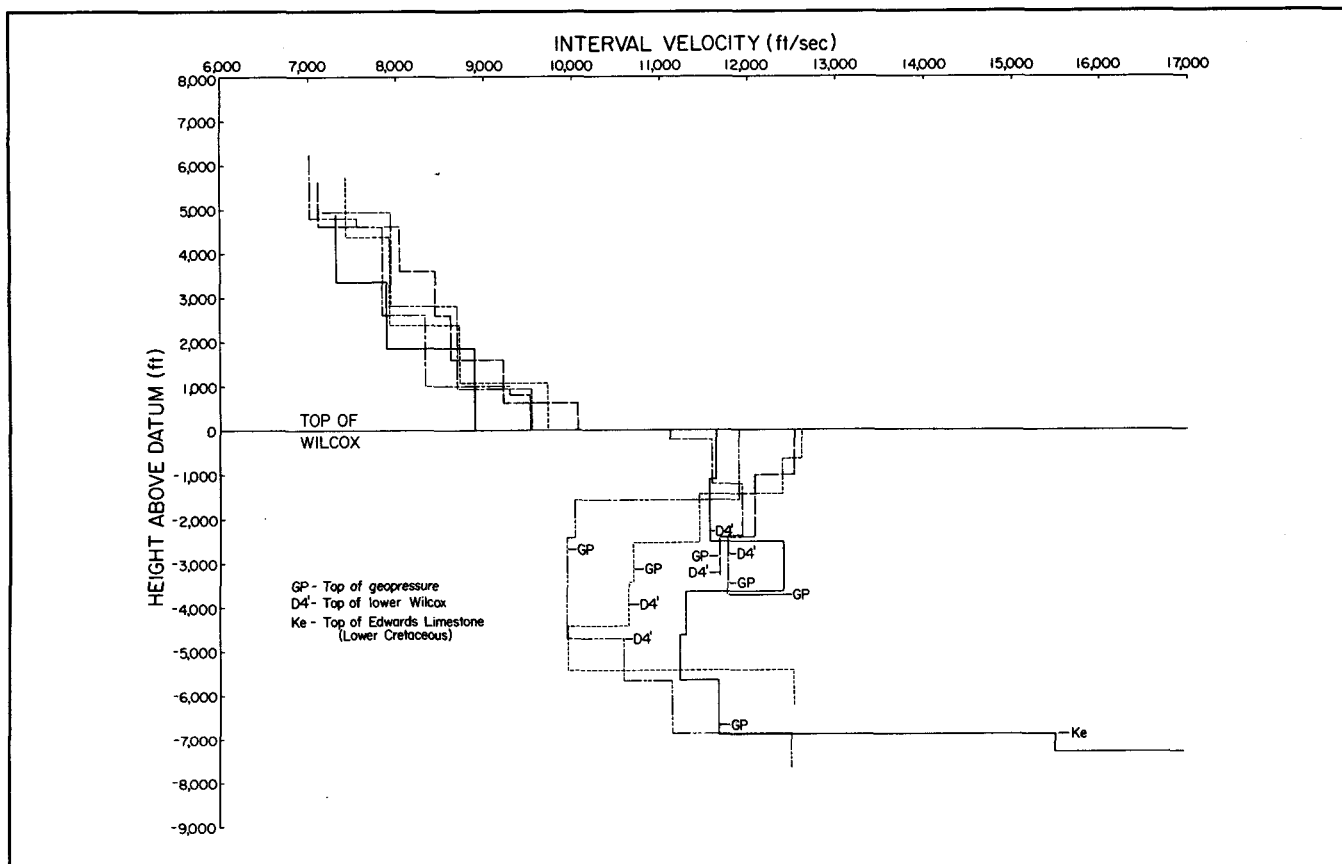 INTERVAL VELOCITY (ft/sec)
6,000 7,000 8,000 9,000 10,000 11,000 12,000 13,000 14,000 15,000 16,000 17,000
HEIGHT ABOVE DATUM (ft)
8,000
7,000
6,000
5,000
4,000
3,000
2,000
1,000
0
-1,000
-2,000
-3,000
-4,000
-5,000
-6,000
-7,000
-8,000
-9,000
TOP OF
WILCOX
D4'
GP
GP
D4'
GP
D4'
GP
GP
D4'
D4'
GP
Ke
GP - Top of geopressure
D4' - Top of lower Wilcox
Ke - Top of Edwards Limestone
(Lower Cretaceous)